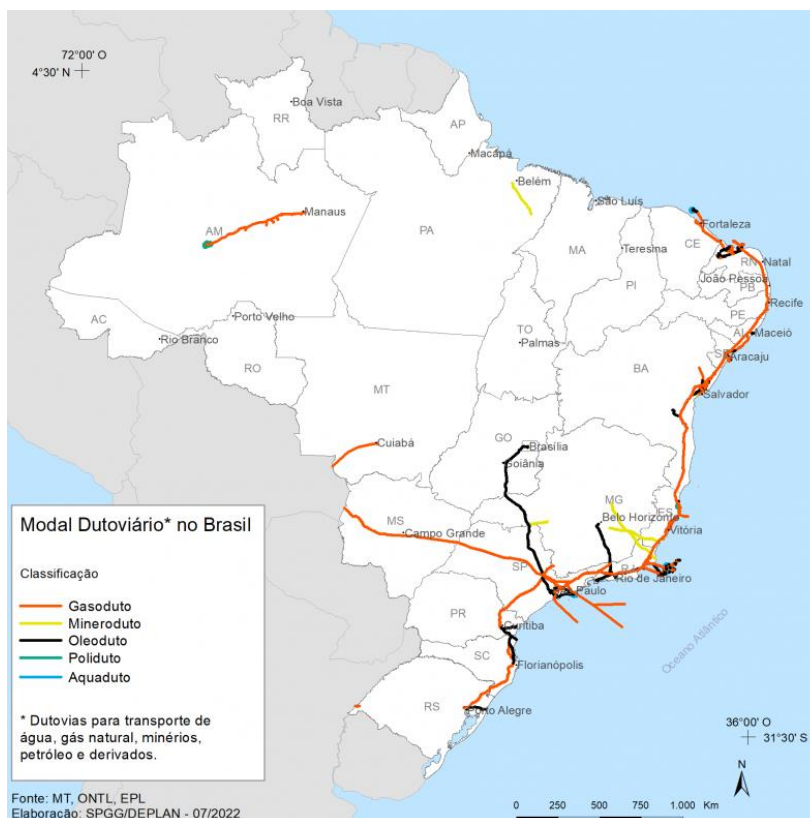 72°00' O
4°30' N
Boa Vista
RR
AP
Macapá
Belém
São Luís
Manaus
AM
Fortaleza
PA
CE
MA
Teresina
RN
Natal
João Pessoa
PB
PI
Recife
PE
AC
Porto Velho
TO
AL
Maceió
Rio Branco
Palmas
SE
Aracaju
RO
BA
MT
Salvador
Cuiabá
GO
Brasília
Goiânia
MG
ES
Belo Horizonte
MS
Campo Grande
Vitória
SP
RJ
Rio de Janeiro
Paulo
PR
Curitiba
SC
Florianópolis
Oceano Atlântico
RS
Porto Alegre
Modal Dutoviário* no Brasil
Classificação
Gasoduto
Mineroduto
Oleoduto
Poliduto
Aquaduto
* Dutovias para transporte de
água, gás natural, minérios,
petróleo e derivados.
36°00' O
31°30' S
N
Fonte: MT, ONTL, EPL
Elaboração: SPGG/DEPLAN - 07/2022
0 250 500 750 1.000 Km